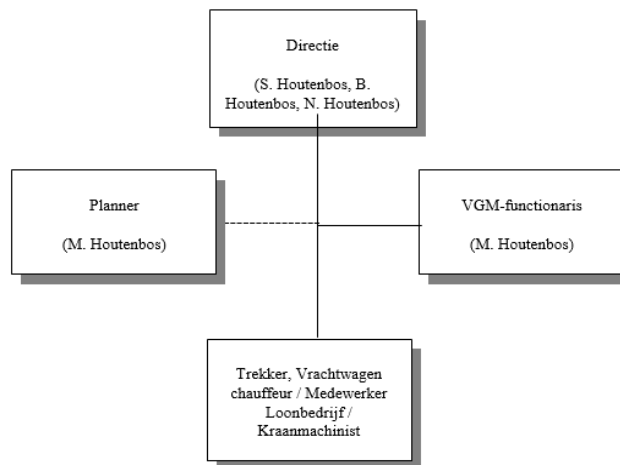 Directie
(S. Houtenbos, B.
Houtenbos, N. Houtenbos)
Planner
(M. Houtenbos)
VGM-functionaris
(M. Houtenbos)
Trekker, Vrachtwagen
chauffeur / Medewerker
Loonbedrijf /
Kraanmachinist